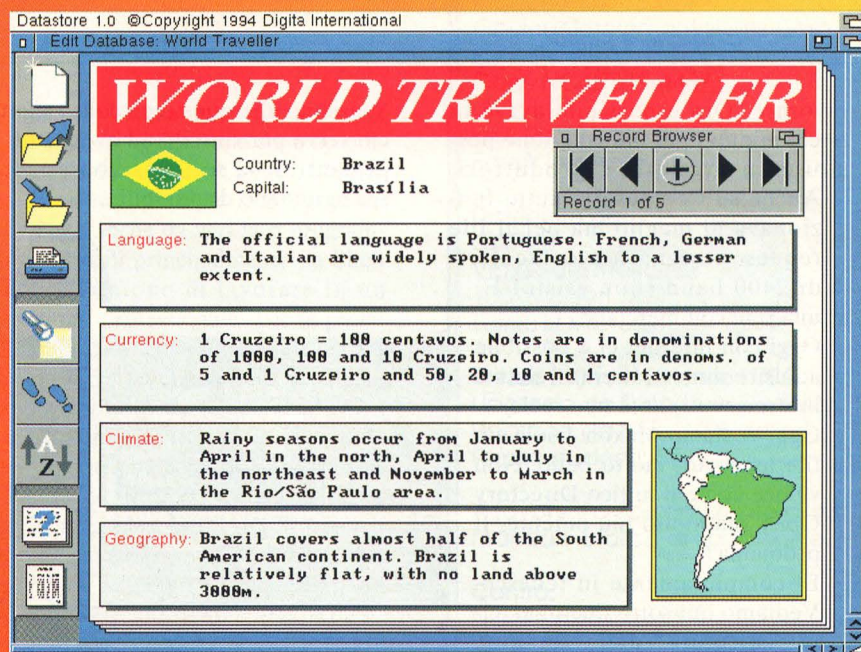 Datastore 1.0 ©Copyright 1994 Digita International
Edit Database: World Traveller
WORLD TRAVELLER
Record Browser
Record 1 of 5
Country: Brazil
Capital: Brasília
Language: The official language is Portuguese. French, German
and Italian are widely spoken, English to a lesser
extent.
Currency: 1 Cruzeiro = 100 centavos. Notes are in denominations
of 1000, 100 and 10 Cruzeiro. Coins are in denoms. of
5 and 1 Cruzeiro and 50, 20, 10 and 1 centavos.
Climate: Rainy seasons occur from January to
April in the north, April to July in
the northeast and November to March in
the Rio/São Paulo area.
Geography: Brazil covers almost half of the South
American continent. Brazil is
relatively flat, with no land above
3000m.
A
Z
?